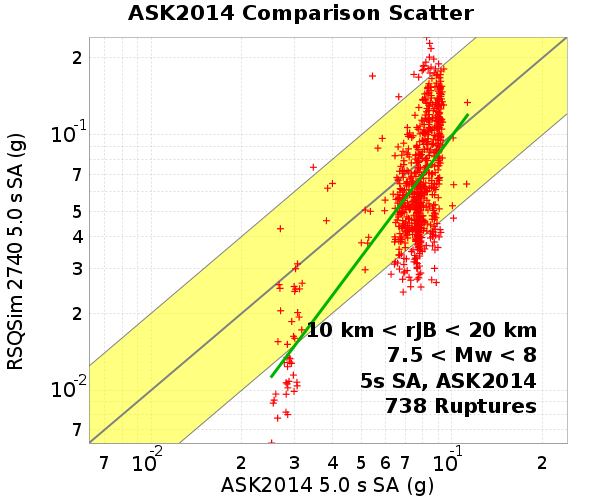 ASK2014 Comparison Scatter
RSQSim 2740 5.0 s SA (g)
2
10⁻¹
7
5
4
3
2
10⁻²
7
10 km < rJB < 20 km
7.5 < Mw < 8
5s SA, ASK2014
738 Ruptures
7 10⁻² 2 3 4 5 6 7 10⁻¹ 2
ASK2014 5.0 s SA (g)